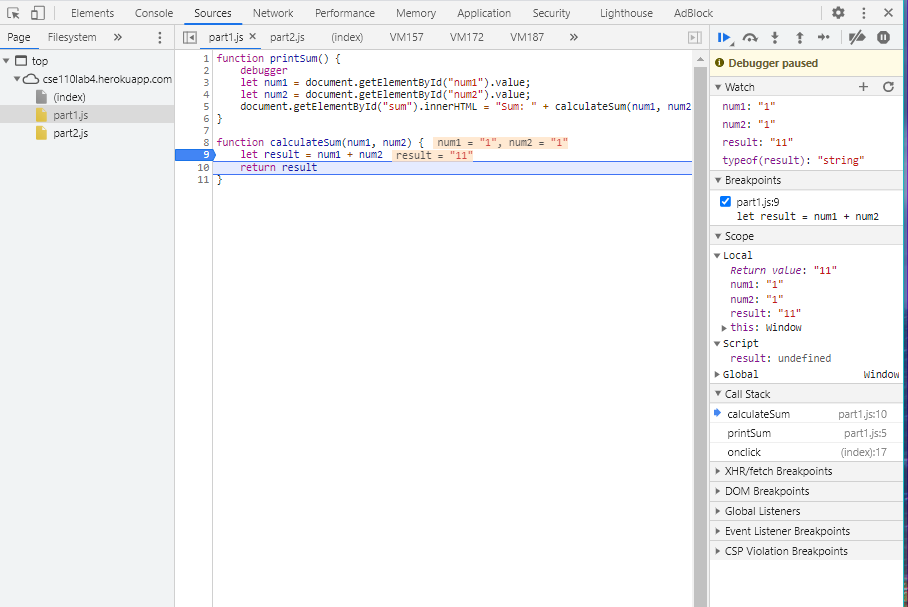 Elements Console Sources Network Performance Memory Application Security Lighthouse AdBlock
Page Filesystem »
top
cse110lab4.herokuapp.com
(index)
part1.js
part2.js
part1.js × part2.js (index) VM157 VM172 VM187 »
1 function printSum() {
2 debugger
3 let num1 = document.getElementById("num1").value;
4 let num2 = document.getElementById("num2").value;
5 document.getElementById("sum").innerHTML = "Sum: " + calculateSum(num1, num2
6 }
7
8 function calculateSum(num1, num2) { num1 = "1", num2 = "1"
9 let result = num1 + num2 result = "11"
10 return result
11 }
Debugger paused
Watch
num1: "1"
num2: "1"
result: "11"
typeof(result): "string"
Breakpoints
part1.js:9
let result = num1 + num2
Scope
Local
Return value: "11"
num1: "1"
num2: "1"
result: "11"
this: Window
Script
result: undefined
Global Window
Call Stack
calculateSum part1.js:10
printSum part1.js:5
onclick (index):17
XHR/fetch Breakpoints
DOM Breakpoints
Global Listeners
Event Listener Breakpoints
CSP Violation Breakpoints